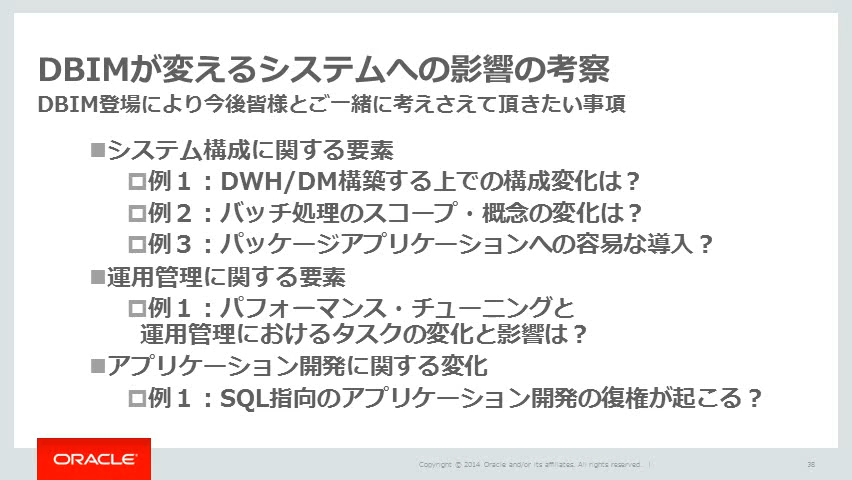 DBIMが変えるシステムへの影響の考察
DBIM登場により今後皆様とご一緒に考えさえて頂きたい事項
■システム構成に関する要素
□例１：DWH/DM構築する上での構成変化は？
□例２：バッチ処理のスコープ・概念の変化は？
□例３：パッケージアプリケーションへの容易な導入？
■運用管理に関する要素
□例１：パフォーマンス・チューニングと
運用管理におけるタスクの変化と影響は？
■アプリケーション開発に関する変化
□例１：SQL指向のアプリケーション開発の復権が起こる？
ORACLE
Copyright © 2014 Oracle and/or its affiliates. All rights reserved. |
38